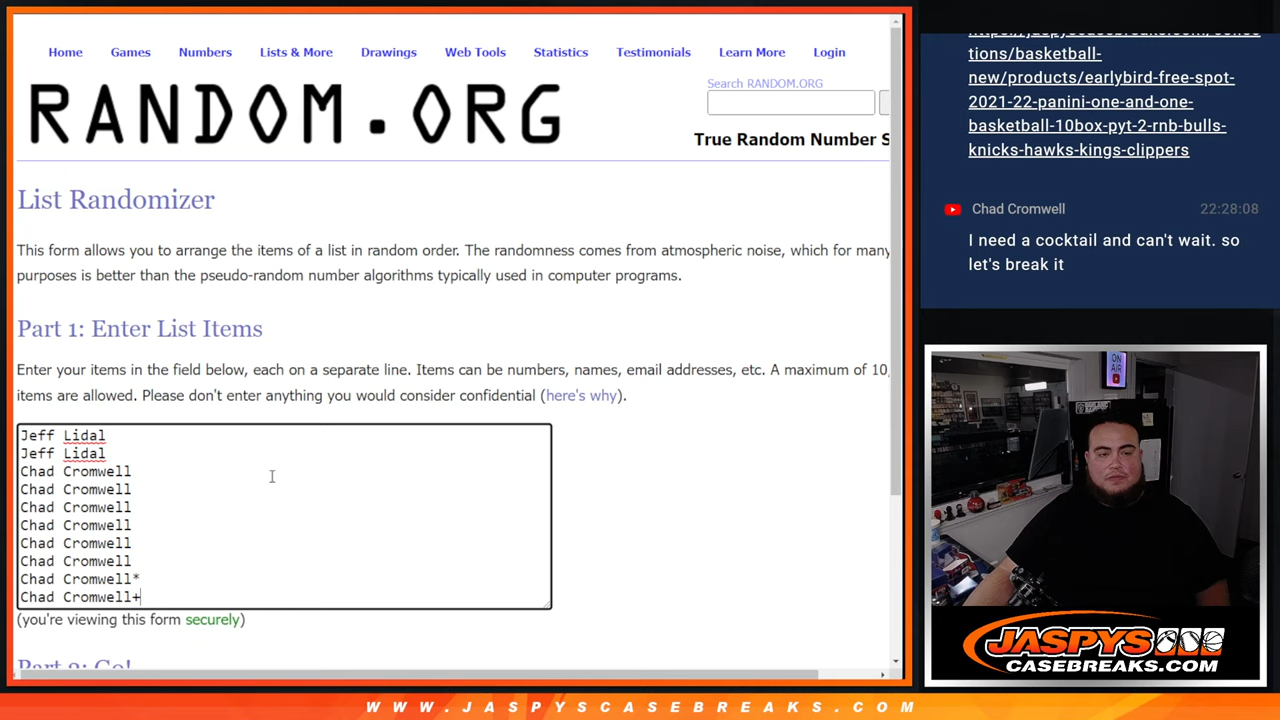 Home Games Numbers Lists & More Drawings Web Tools Statistics Testimonials Learn More Login
RANDOM.ORG
Search RANDOM.ORG
True Random Number S
List Randomizer
This form allows you to arrange the items of a list in random order. The randomness comes from atmospheric noise, which for many
purposes is better than the pseudo-random number algorithms typically used in computer programs.
Part 1: Enter List Items
Enter your items in the field below, each on a separate line. Items can be numbers, names, email addresses, etc. A maximum of 10,
items are allowed. Please don't enter anything you would consider confidential (here's why).
Jeff Lidal
Jeff Lidal
Chad Cromwell
Chad Cromwell
Chad Cromwell
Chad Cromwell
Chad Cromwell
Chad Cromwell
Chad Cromwell*
Chad Cromwell+
(you're viewing this form securely)
Part 2: Go!
https://jaspyscasebreaks.com/collec
tions/basketball-
new/products/earlybird-free-spot-
2021-22-panini-one-and-one-
basketball-10box-pyt-2-rnb-bulls-
knicks-hawks-kings-clippers
Chad Cromwell 22:28:08
I need a cocktail and can't wait. so
let's break it
ON
AIR
JASPYS
CASEBREAKS.COM
WWW.JASPYSCASEBREAKS.COM